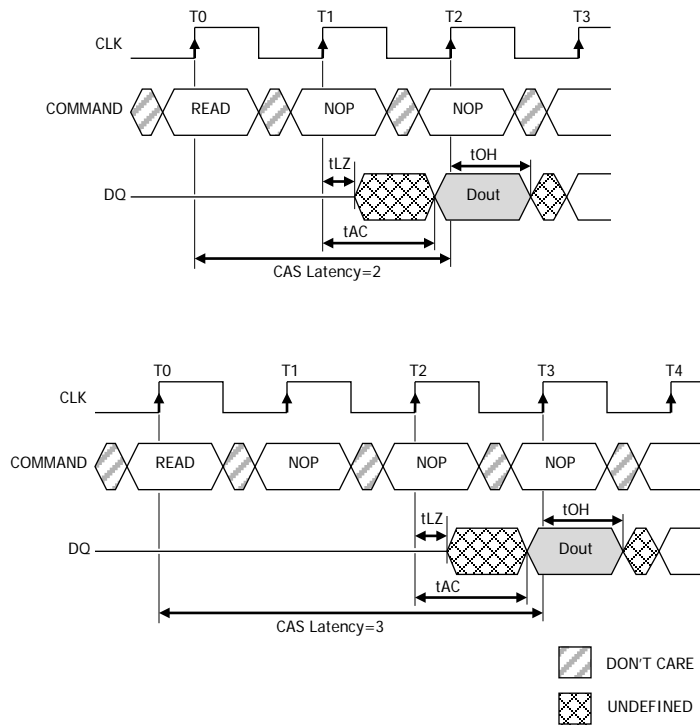 T0 T1 T2 T3
CLK
COMMAND READ NOP NOP
tLZ tOH
DQ Dout
tAC
CAS Latency=2
T0 T1 T2 T3 T4
CLK
COMMAND READ NOP NOP NOP
tLZ tOH
DQ Dout
tAC
CAS Latency=3
DON'T CARE
UNDEFINED